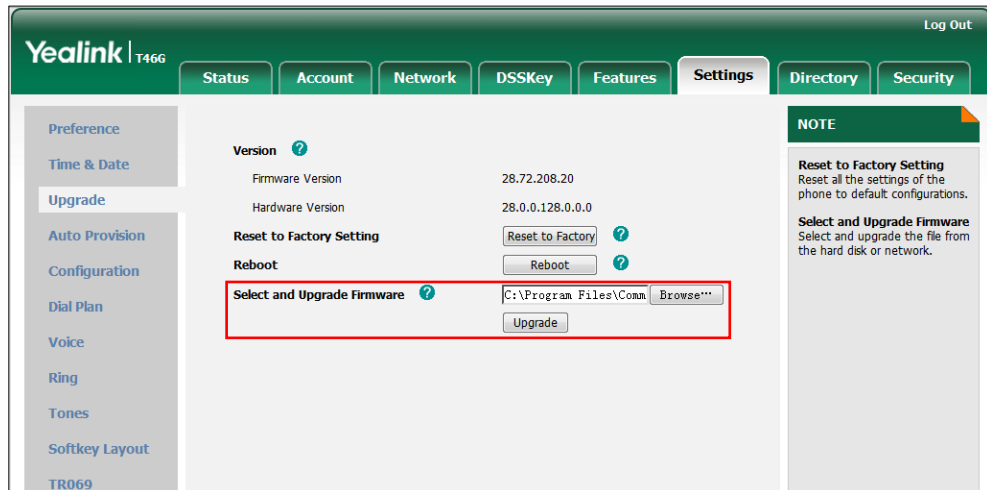 Log Out
Yealink | T46G
Status Account Network DSSKey Features Settings Directory Security
Preference
Time & Date
Upgrade
Auto Provision
Configuration
Dial Plan
Voice
Ring
Tones
Softkey Layout
TR069
Version ?
Firmware Version 28.72.208.20
Hardware Version 28.0.0.128.0.0.0
Reset to Factory Setting Reset to Factory ?
Reboot Reboot ?
Select and Upgrade Firmware ? C:\Program Files\Comm Browse...
Upgrade
NOTE
Reset to Factory Setting
Reset all the settings of the
phone to default configurations.
Select and Upgrade Firmware
Select and upgrade the file from
the hard disk or network.